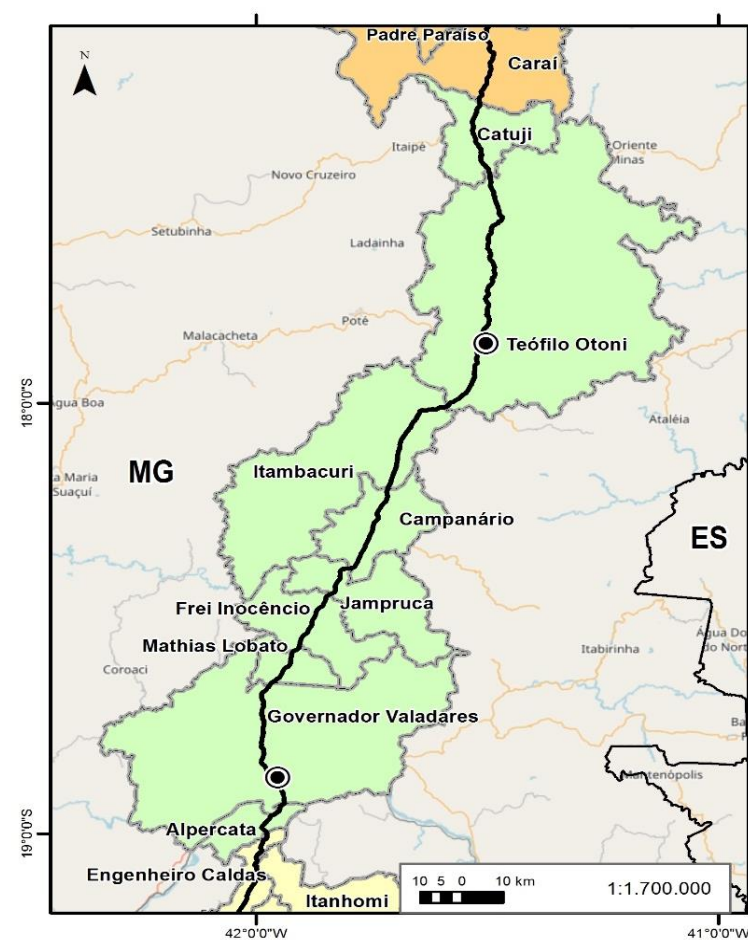 N
Padre Paraíso
Caraí
Catuji
Itaipé
Oriente
Minas
Novo Cruzeiro
Setubinha
Ladainha
Poté
Malacacheta
Teófilo Otoni
18°0'0"S
gua Boa
Ataléia
MG
Itambacuri
a Maria
Suaçuí
Campanário
ES
Frei Inocêncio
Jampruca
Mathias Lobato
Água Do
do Nort
Itabirinha
Coroaci
Governador Valadares
Ba
Mantenópolis
19°0'0"S
Alpercata
Engenheiro Caldas
Itanhomi
10 5 0 10 km
1:1.700.000
42°0'0"W
41°0'0"W